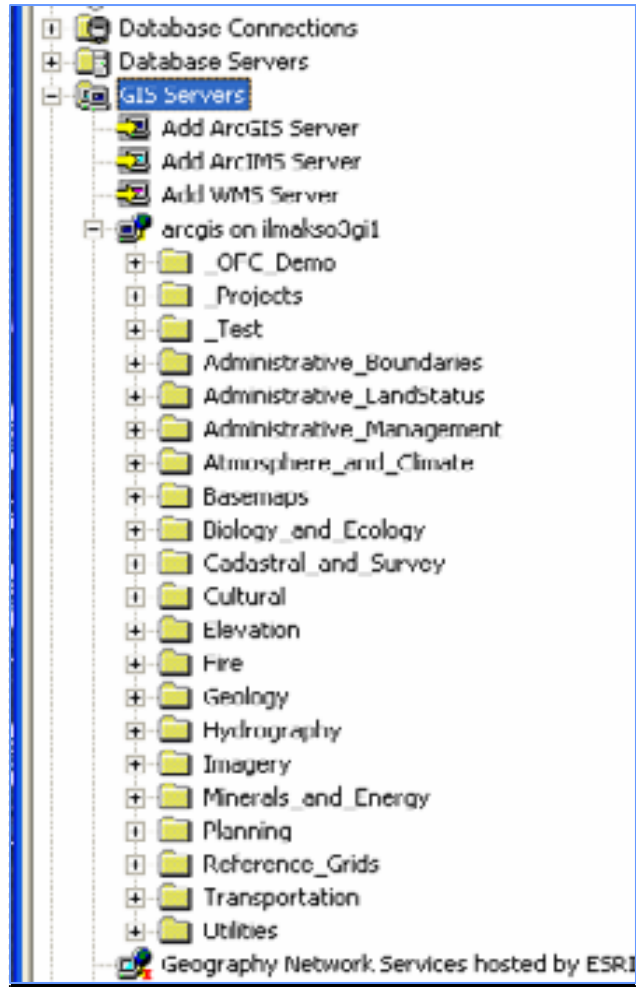 Database Connections
Database Servers
GIS Servers
Add ArcGIS Server
Add ArcIMS Server
Add WMS Server
arcgis on ilmakso3gi1
_OFC_Demo
_Projects
_Test
Administrative_Boundaries
Administrative_LandStatus
Administrative_Management
Atmosphere_and_Climate
Basemaps
Biology_and_Ecology
Cadastral_and_Survey
Cultural
Elevation
Fire
Geology
Hydrography
Imagery
Minerals_and_Energy
Planning
Reference_Grids
Transportation
Utilities
Geography Network Services hosted by ESRI